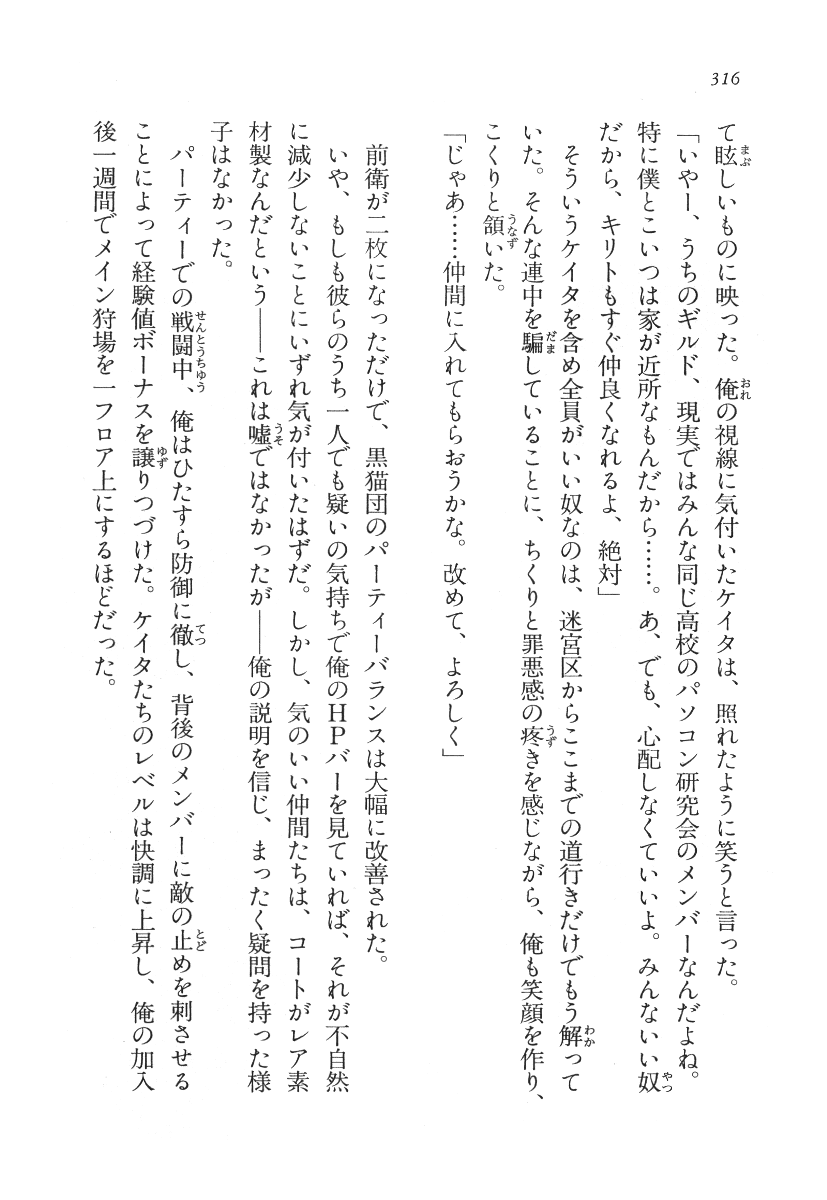 316
て眩しいものに映った。俺の視線に気付いたケイタは、照れたように笑うと言った。
「いやー、うちのギルド、現実ではみんな同じ高校のパソコン研究会のメンバーなんだよね。
特に僕とこいつは家が近所なもんだから……。あ、でも、心配しなくていいよ。みんないい奴
だから、キリトもすぐ仲良くなれるよ、絶対」
そういうケイタを含め全員がいい奴なのは、迷宮区からここまでの道行きだけでもう解って
いた。そんな連中を騙していることに、ちくりと罪悪感の疼きを感じながら、俺も笑顔を作り、
こくりと頷いた。
「じゃあ……仲間に入れてもらおうかな。改めて、よろしく」
前衛が二枚になっただけで、黒猫団のパーティーバランスは大幅に改善された。
いや、もしも彼らのうち一人でも疑いの気持ちで俺のHPバーを見ていれば、それが不自然
に減少しないことにいずれ気が付いたはずだ。しかし、気のいい仲間たちは、コートがレア素
材製なんだという――これは嘘ではなかったが――俺の説明を信じ、まったく疑問を持った様
子はなかった。
パーティーでの戦闘中、俺はひたすら防御に徹し、背後のメンバーに敵の止めを刺させる
ことによって経験値ボーナスを譲りつづけた。ケイタたちのレベルは快調に上昇し、俺の加入
後一週間でメイン狩場を一フロア上にするほどだった。